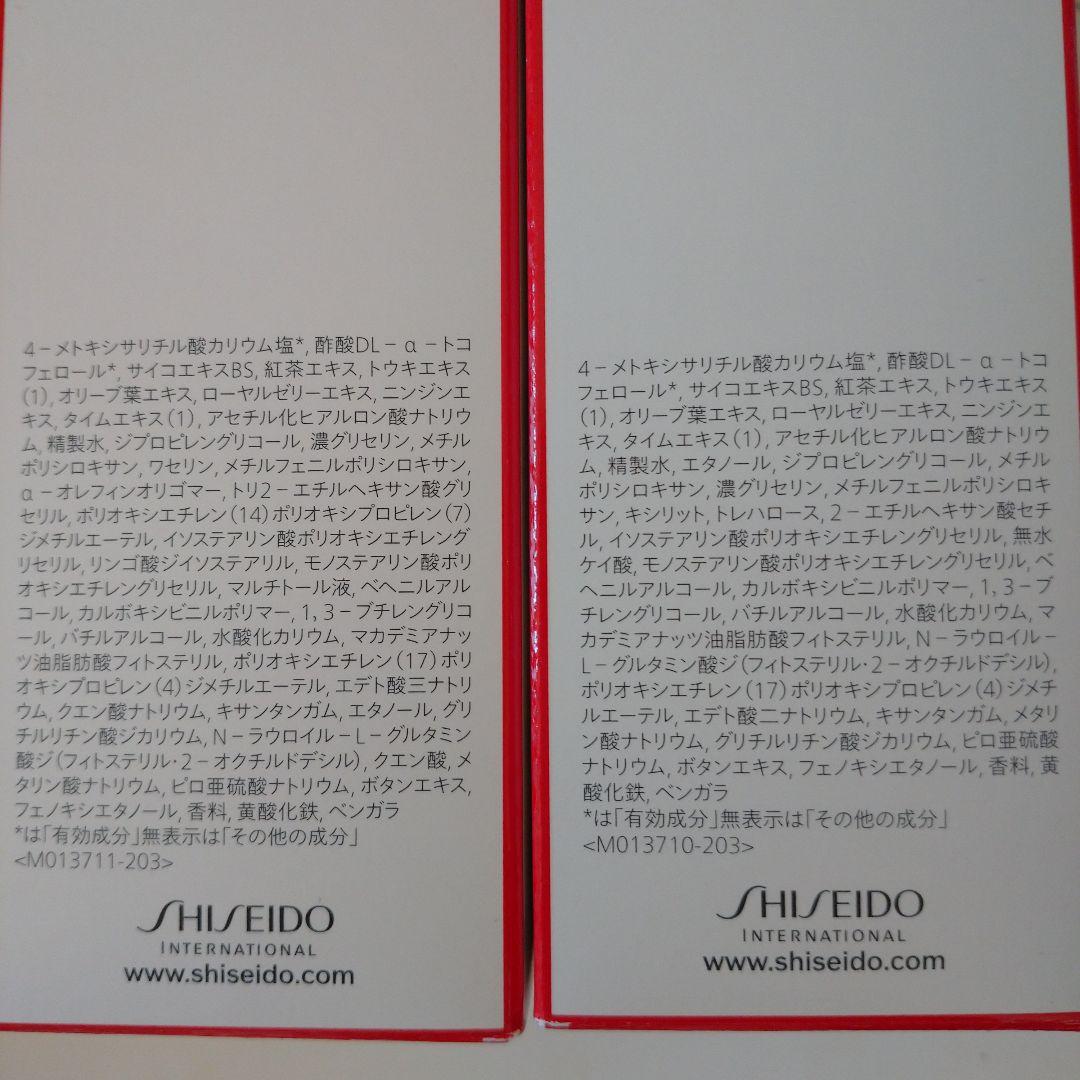 4－メトキシサリチル酸カリウム塩*, 酢酸DL－α－トコ
フェロール*, サイコエキスBS, 紅茶エキス, トウキエキス
(1), オリーブ葉エキス, ローヤルゼリーエキス, ニンジンエ
キス, タイムエキス(1), アセチル化ヒアルロン酸ナトリウ
ム, 精製水, ジプロピレングリコール, 濃グリセリン, メチル
ポリシロキサン, ワセリン, メチルフェニルポリシロキサン,
α－オレフィンオリゴマー, トリ2－エチルヘキサン酸グリ
セリル, ポリオキシエチレン(14)ポリオキシプロピレン(7)
ジメチルエーテル, イソステアリン酸ポリオキシエチレング
リセリル, リンゴ酸ジイソステアリル, モノステアリン酸ポリ
オキシエチレングリセリル, マルチトール液, ベヘニルアル
コール, カルボキシビニルポリマー, 1,3－ブチレングリコ
ール, バチルアルコール, 水酸化カリウム, マカデミアナッ
ツ油脂肪酸フィトステリル, ポリオキシエチレン(17)ポリ
オキシプロピレン(4)ジメチルエーテル, エデト酸三ナトリ
ウム, クエン酸ナトリウム, キサンタンガム, エタノール, グリ
チルリチン酸ジカリウム, N－ラウロイル－L－グルタミン
酸ジ(フィトステリル・2－オクチルドデシル), クエン酸, メ
タリン酸ナトリウム, ピロ亜硫酸ナトリウム, ボタンエキス,
フェノキシエタノール, 香料, 黄酸化鉄, ベンガラ
*は「有効成分」無表示は「その他の成分」
<M013711-203>
SHISEIDO
INTERNATIONAL
www.shiseido.com
4－メトキシサリチル酸カリウム塩*, 酢酸DL－α－トコ
フェロール*, サイコエキスBS, 紅茶エキス, トウキエキス
(1), オリーブ葉エキス, ローヤルゼリーエキス, ニンジンエ
キス, タイムエキス(1), アセチル化ヒアルロン酸ナトリウ
ム, 精製水, エタノール, ジプロピレングリコール, メチル
ポリシロキサン, 濃グリセリン, メチルフェニルポリシロキ
サン, キシリット, トレハロース, 2－エチルヘキサン酸セチ
ル, イソステアリン酸ポリオキシエチレングリセリル, 無水
ケイ酸, モノステアリン酸ポリオキシエチレングリセリル, ベ
ヘニルアルコール, カルボキシビニルポリマー, 1,3－ブ
チレングリコール, バチルアルコール, 水酸化カリウム, マ
カデミアナッツ油脂肪酸フィトステリル, N－ラウロイル－
L－グルタミン酸ジ(フィトステリル・2－オクチルドデシル),
ポリオキシエチレン(17)ポリオキシプロピレン(4)ジメチ
ルエーテル, エデト酸二ナトリウム, キサンタンガム, メタリ
ン酸ナトリウム, グリチルリチン酸ジカリウム, ピロ亜硫酸
ナトリウム, ボタンエキス, フェノキシエタノール, 香料, 黄
酸化鉄, ベンガラ
*は「有効成分」無表示は「その他の成分」
<M013710-203>
SHISEIDO
INTERNATIONAL
www.shiseido.com